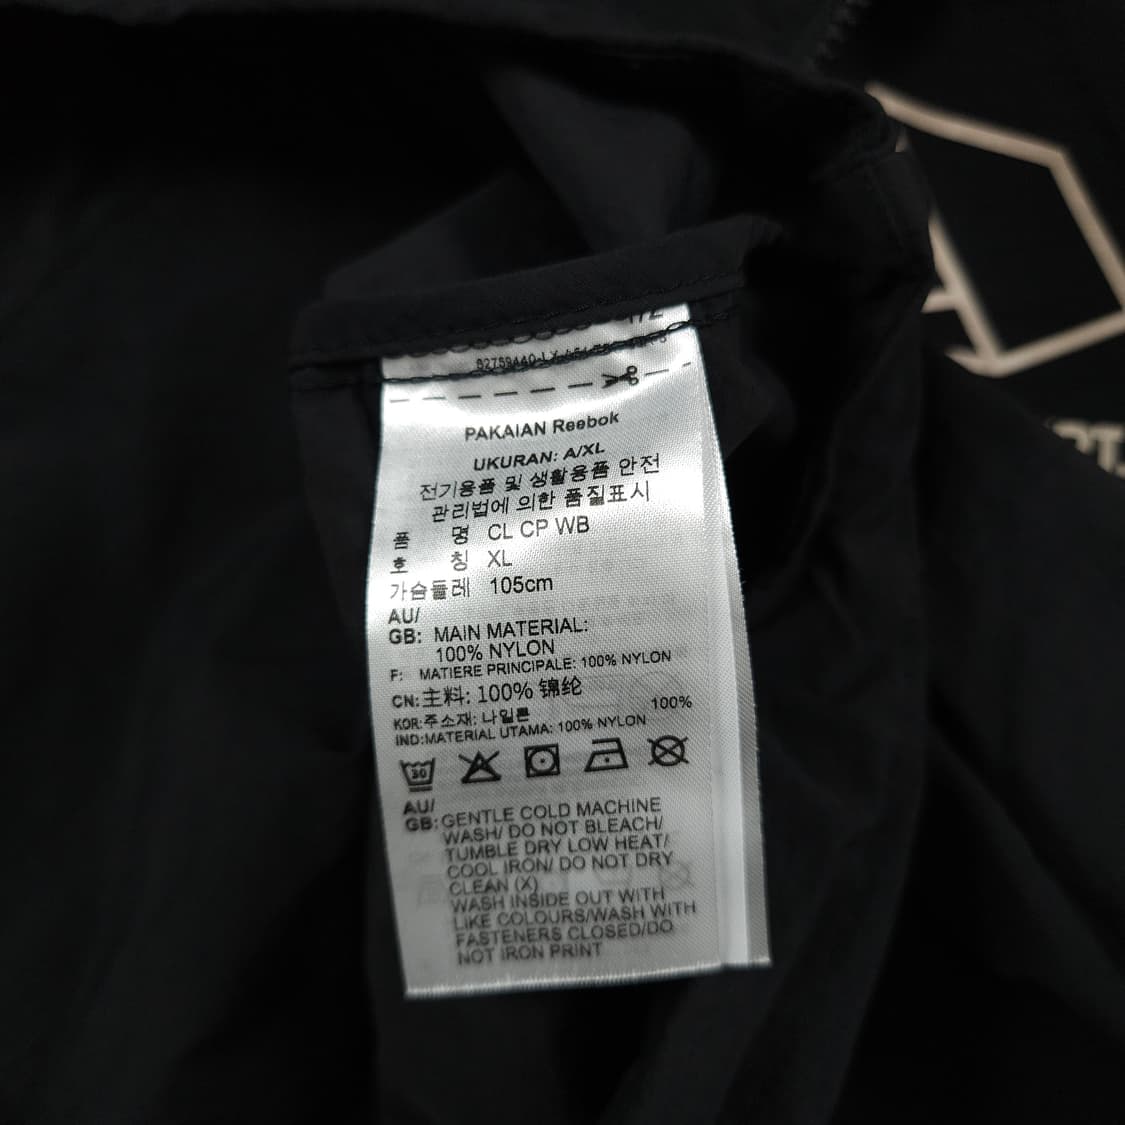 PAKAIAN Reebok
UKURAN: A/XL
전기용품 및 생활용품 안전
관리법에 의한 품질표시
품 명 CL CP WB
호 칭 XL
가슴둘레 105cm
AU/
GB: MAIN MATERIAL:
100% NYLON
F: MATIERE PRINCIPALE: 100% NYLON
CN: 主料: 100% 锦纶
KOR: 주소재: 나일론 100%
IND: MATERIAL UTAMA: 100% NYLON
30
AU/
GB: GENTLE COLD MACHINE
WASH/ DO NOT BLEACH/
TUMBLE DRY LOW HEAT/
COOL IRON/ DO NOT DRY
CLEAN (X)
WASH INSIDE OUT WITH
LIKE COLOURS/WASH WITH
FASTENERS CLOSED/DO
NOT IRON PRINT